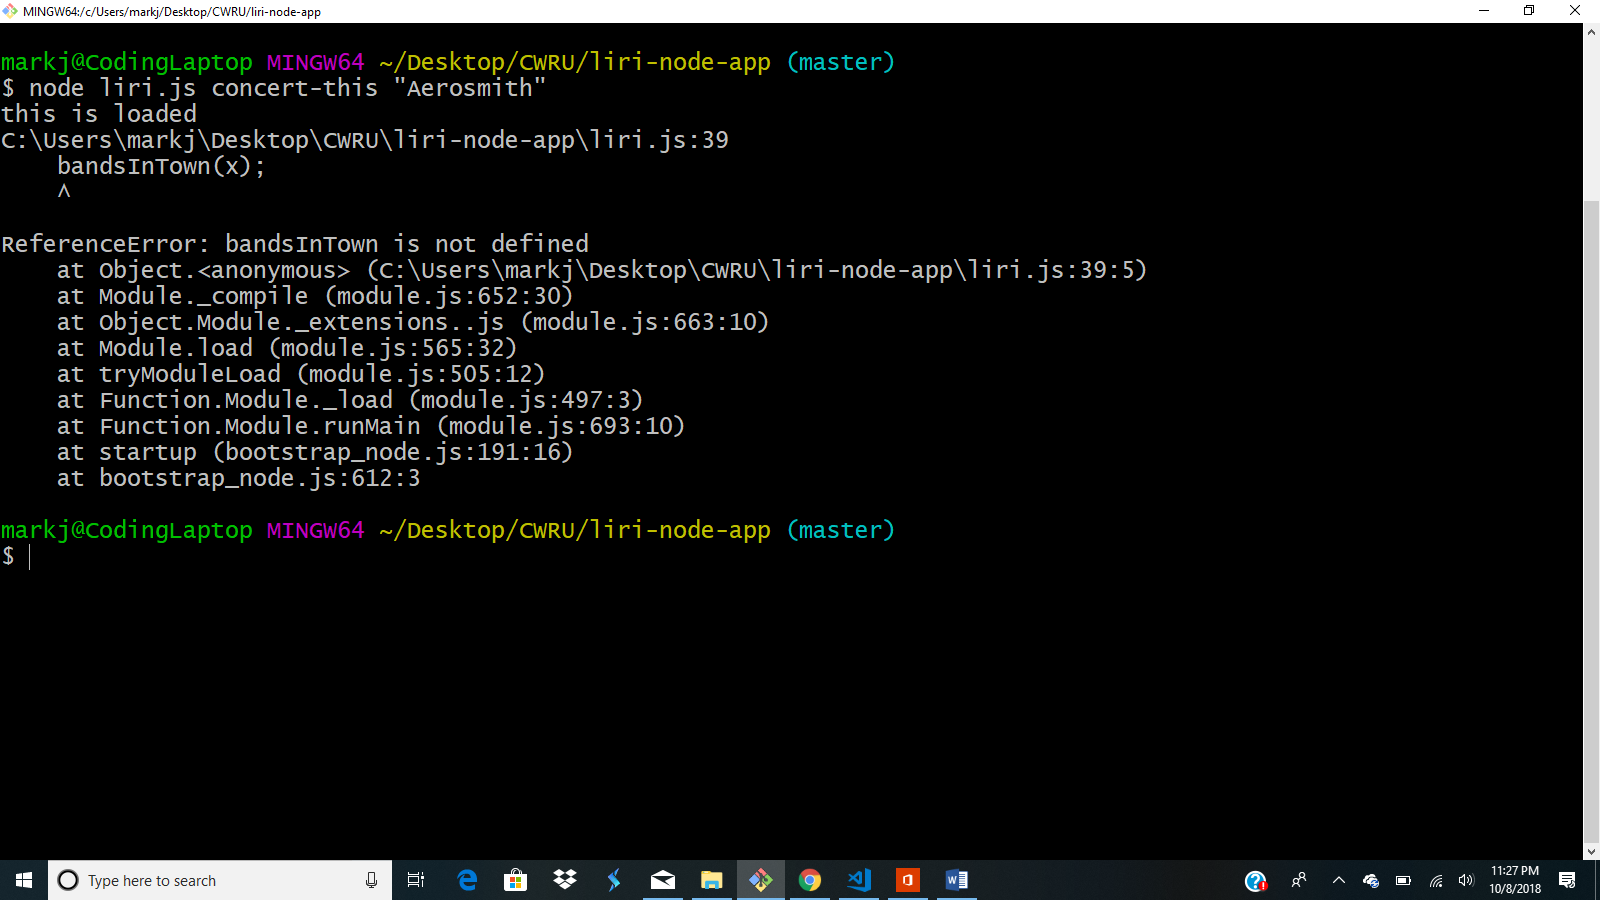 MINGW64:/c/Users/markj/Desktop/CWRU/liri-node-app
markj@CodingLaptop MINGW64 ~/Desktop/CWRU/liri-node-app (master)
$ node liri.js concert-this "Aerosmith"
this is loaded
C:\Users\markj\Desktop\CWRU\liri-node-app\liri.js:39
    bandsInTown(x);
    ^
ReferenceError: bandsInTown is not defined
    at Object.<anonymous> (C:\Users\markj\Desktop\CWRU\liri-node-app\liri.js:39:5)
    at Module._compile (module.js:652:30)
    at Object.Module._extensions..js (module.js:663:10)
    at Module.load (module.js:565:32)
    at tryModuleLoad (module.js:505:12)
    at Function.Module._load (module.js:497:3)
    at Function.Module.runMain (module.js:693:10)
    at startup (bootstrap_node.js:191:16)
    at bootstrap_node.js:612:3
markj@CodingLaptop MINGW64 ~/Desktop/CWRU/liri-node-app (master)
$
Type here to search
11:27 PM
10/8/2018